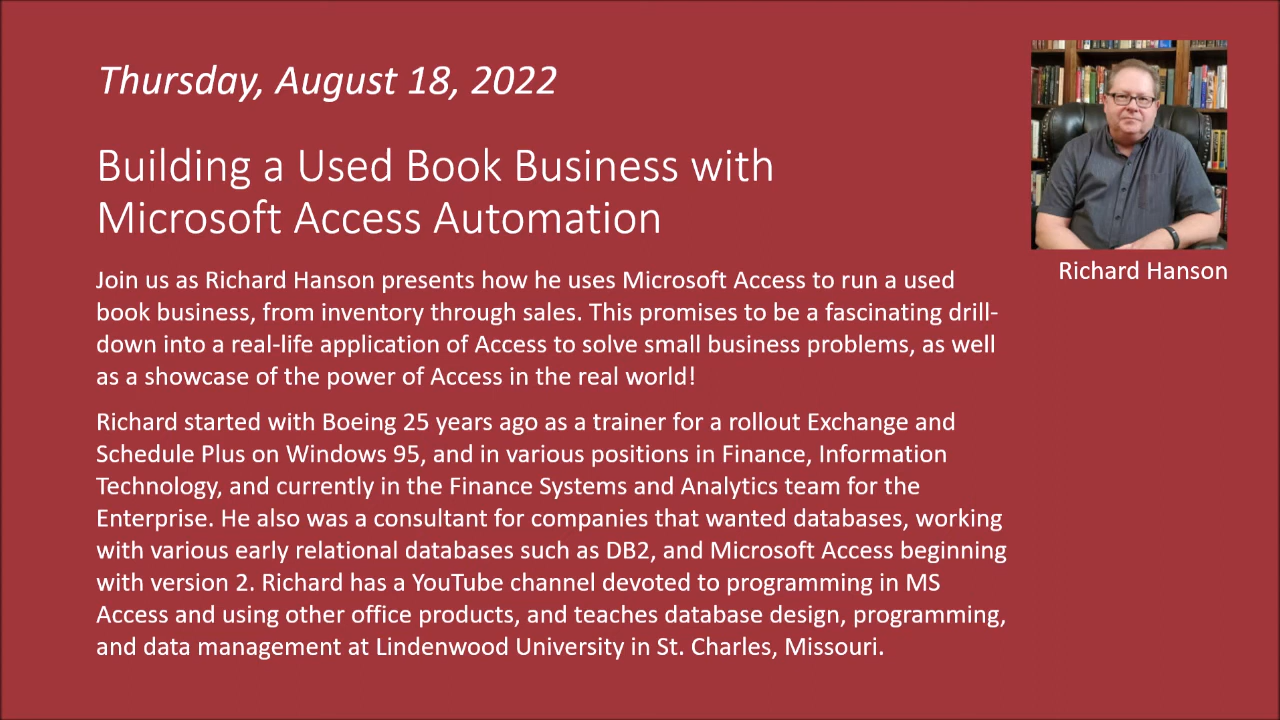 Thursday, August 18, 2022
Building a Used Book Business with
Microsoft Access Automation
Join us as Richard Hanson presents how he uses Microsoft Access to run a used
book business, from inventory through sales. This promises to be a fascinating drill-
down into a real-life application of Access to solve small business problems, as well
as a showcase of the power of Access in the real world!
Richard started with Boeing 25 years ago as a trainer for a rollout Exchange and
Schedule Plus on Windows 95, and in various positions in Finance, Information
Technology, and currently in the Finance Systems and Analytics team for the
Enterprise. He also was a consultant for companies that wanted databases, working
with various early relational databases such as DB2, and Microsoft Access beginning
with version 2. Richard has a YouTube channel devoted to programming in MS
Access and using other office products, and teaches database design, programming,
and data management at Lindenwood University in St. Charles, Missouri.
Richard Hanson